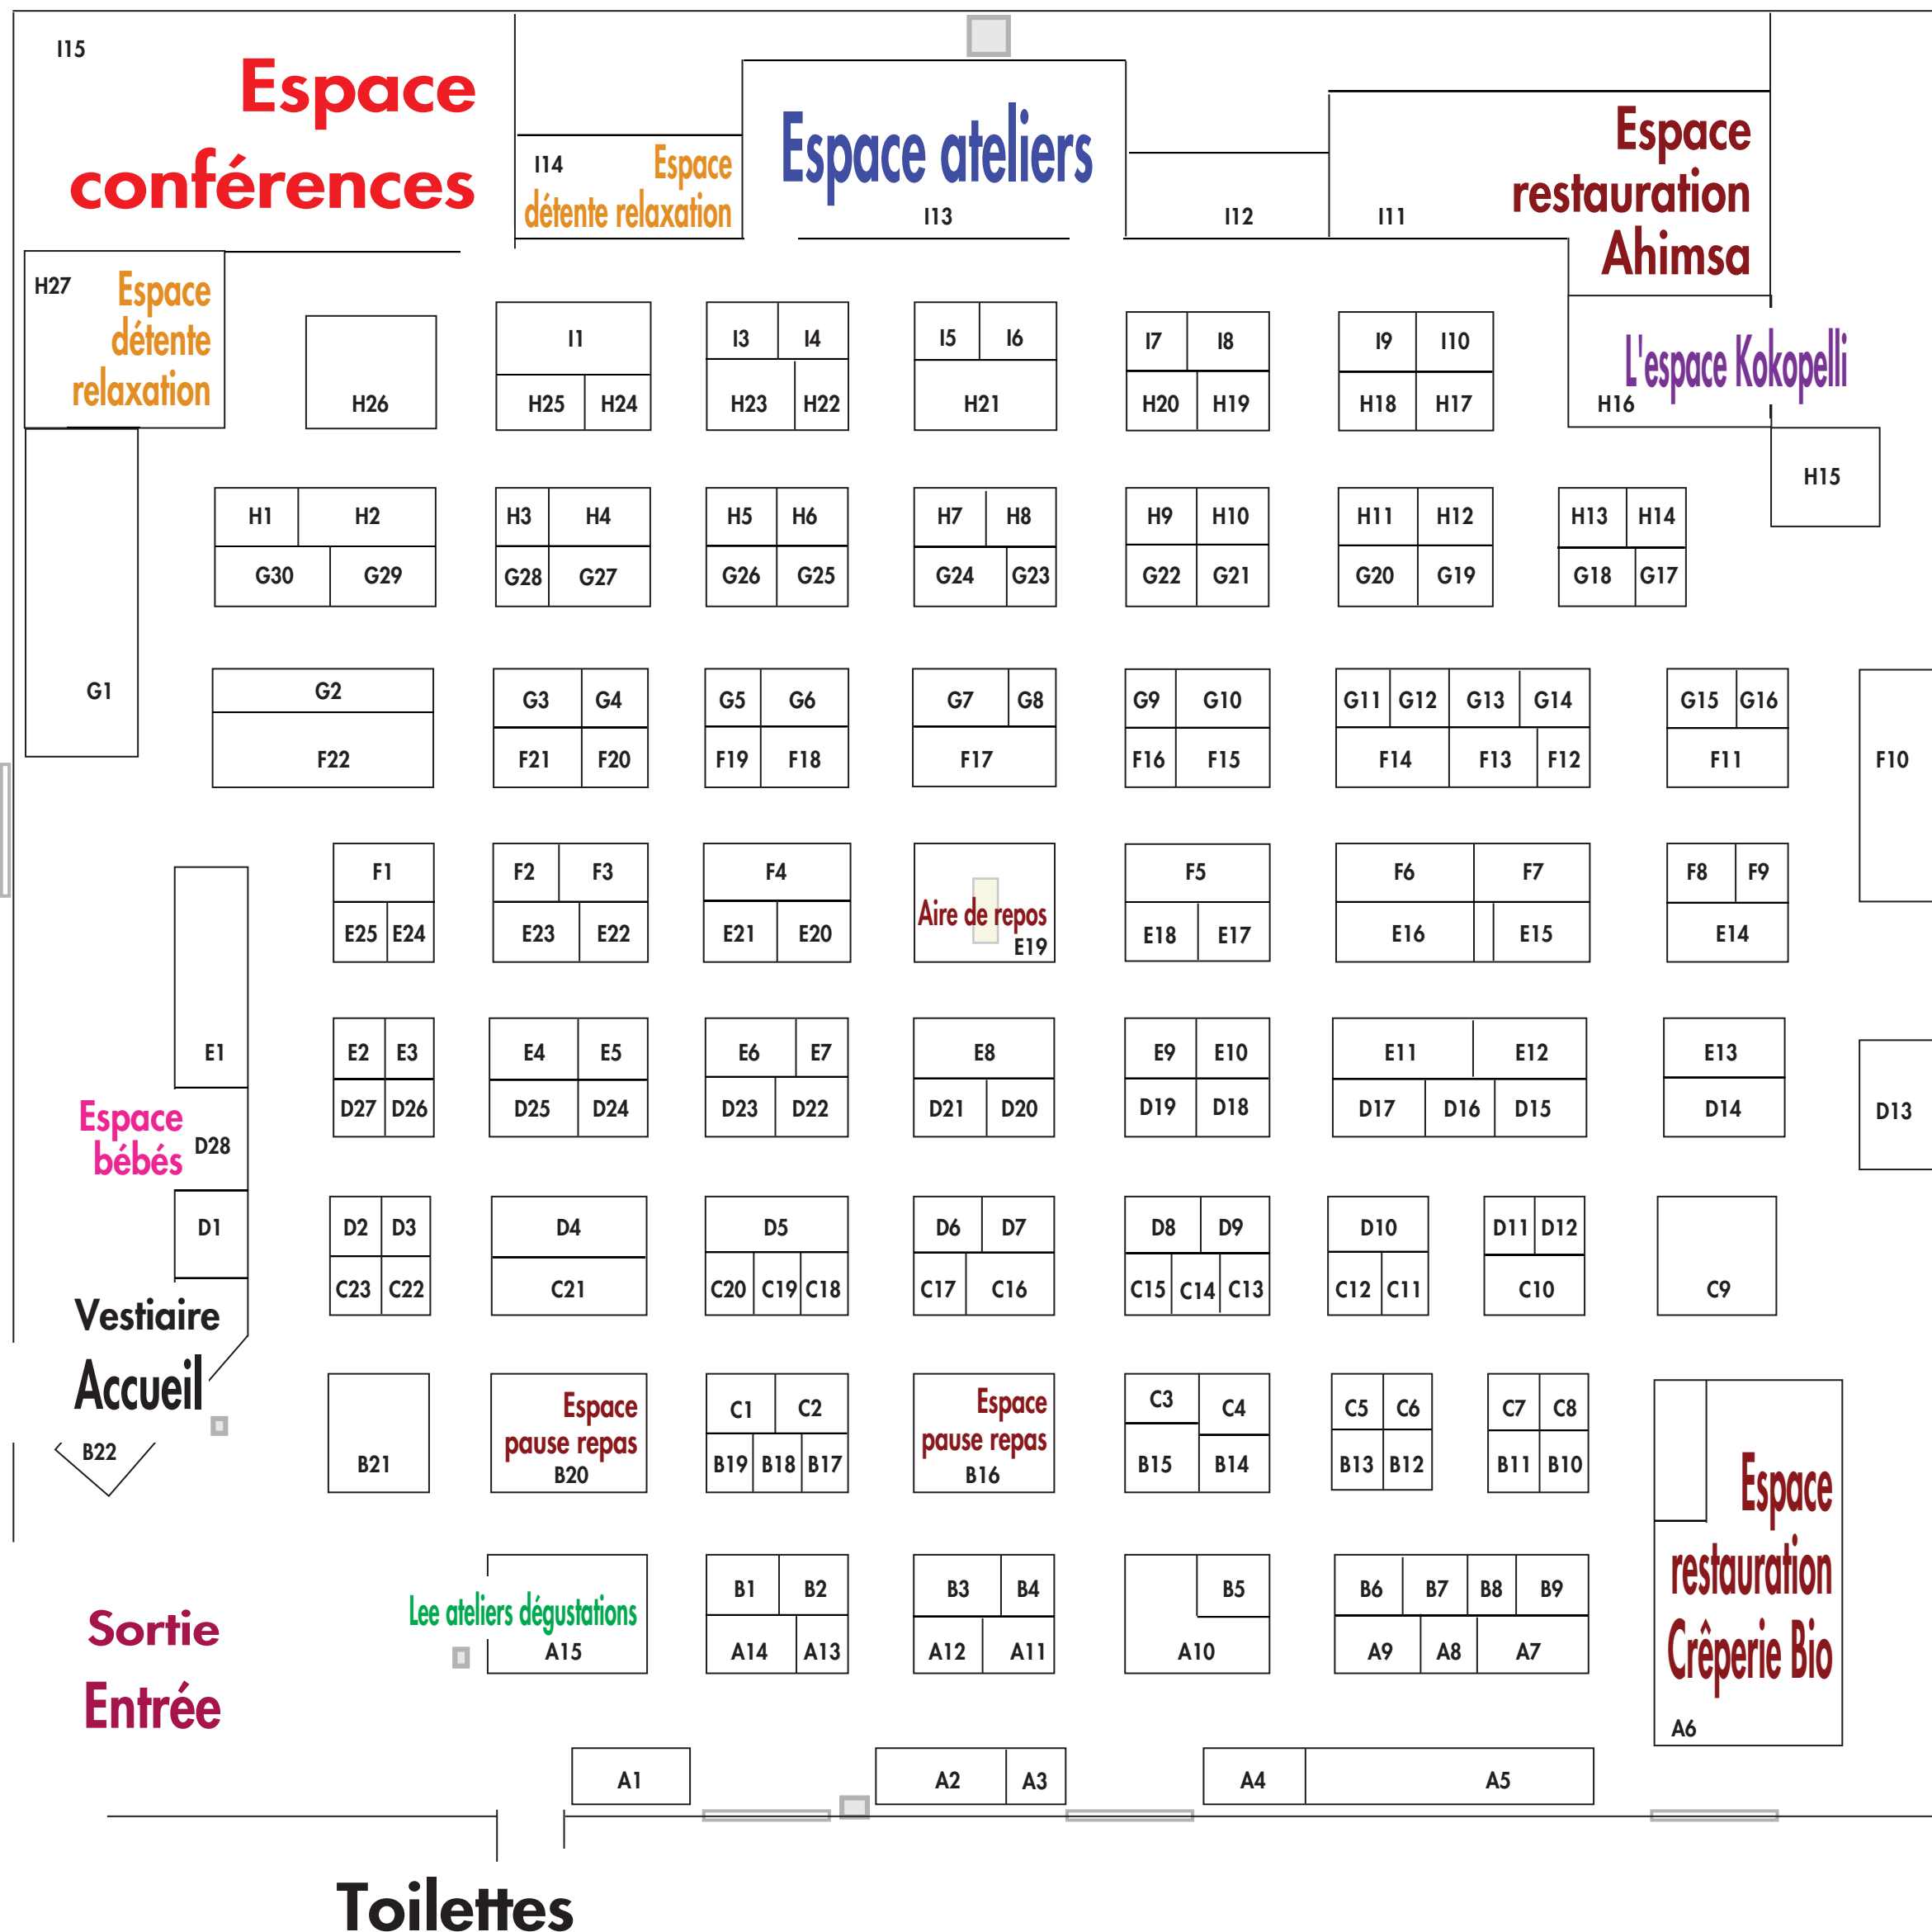 I15
Espace
conférences
I14
Espace
détente relaxation
Espace ateliers
I13
I12
I11
Espace
restauration
Ahimsa
H27
Espace
détente
relaxation
H26
I1
H25 H24
I3 I4
H23 H22
I5 I6
H21
I7 I8
H20 H19
I9 I10
H18 H17
L'espace Kokopelli
H16
H15
H1 H2
G30 G29
H3 H4
G28 G27
H5 H6
G26 G25
H7 H8
G24 G23
H9 H10
G22 G21
H11 H12
G20 G19
H13 H14
G18 G17
G1
G2
F22
G3 G4
F21 F20
G5 G6
F19 F18
G7 G8
F17
G9 G10
F16 F15
G11 G12 G13 G14
F14 F13 F12
G15 G16
F11
F10
F1
E25 E24
F2 F3
E23 E22
F4
E21 E20
Aire de repos
E19
F5
E18 E17
F6 F7
E16 E15
F8 F9
E14
E1
E2 E3
D27 D26
E4 E5
D25 D24
E6 E7
D23 D22
E8
D21 D20
E9 E10
D19 D18
E11 E12
D17 D16 D15
E13
D14
D13
Espace
bébés
D28
D1
D2 D3
C23 C22
D4
C21
D5
C20 C19 C18
D6 D7
C17 C16
D8 D9
C15 C14 C13
D10
C12 C11
D11 D12
C10
C9
Vestiaire
Accueil
B22
B21
Espace
pause repas
B20
C1 C2
B19 B18 B17
Espace
pause repas
B16
C3 C4
B15 B14
C5 C6
B13 B12
C7 C8
B11 B10
Espace
restauration
Crêperie Bio
A6
Sortie
Entrée
Lee ateliers dégustations
A15
B1 B2
A14 A13
B3 B4
A12 A11
B5
A10
B6 B7 B8 B9
A9 A8 A7
A1
A2 A3
A4 A5
Toilettes